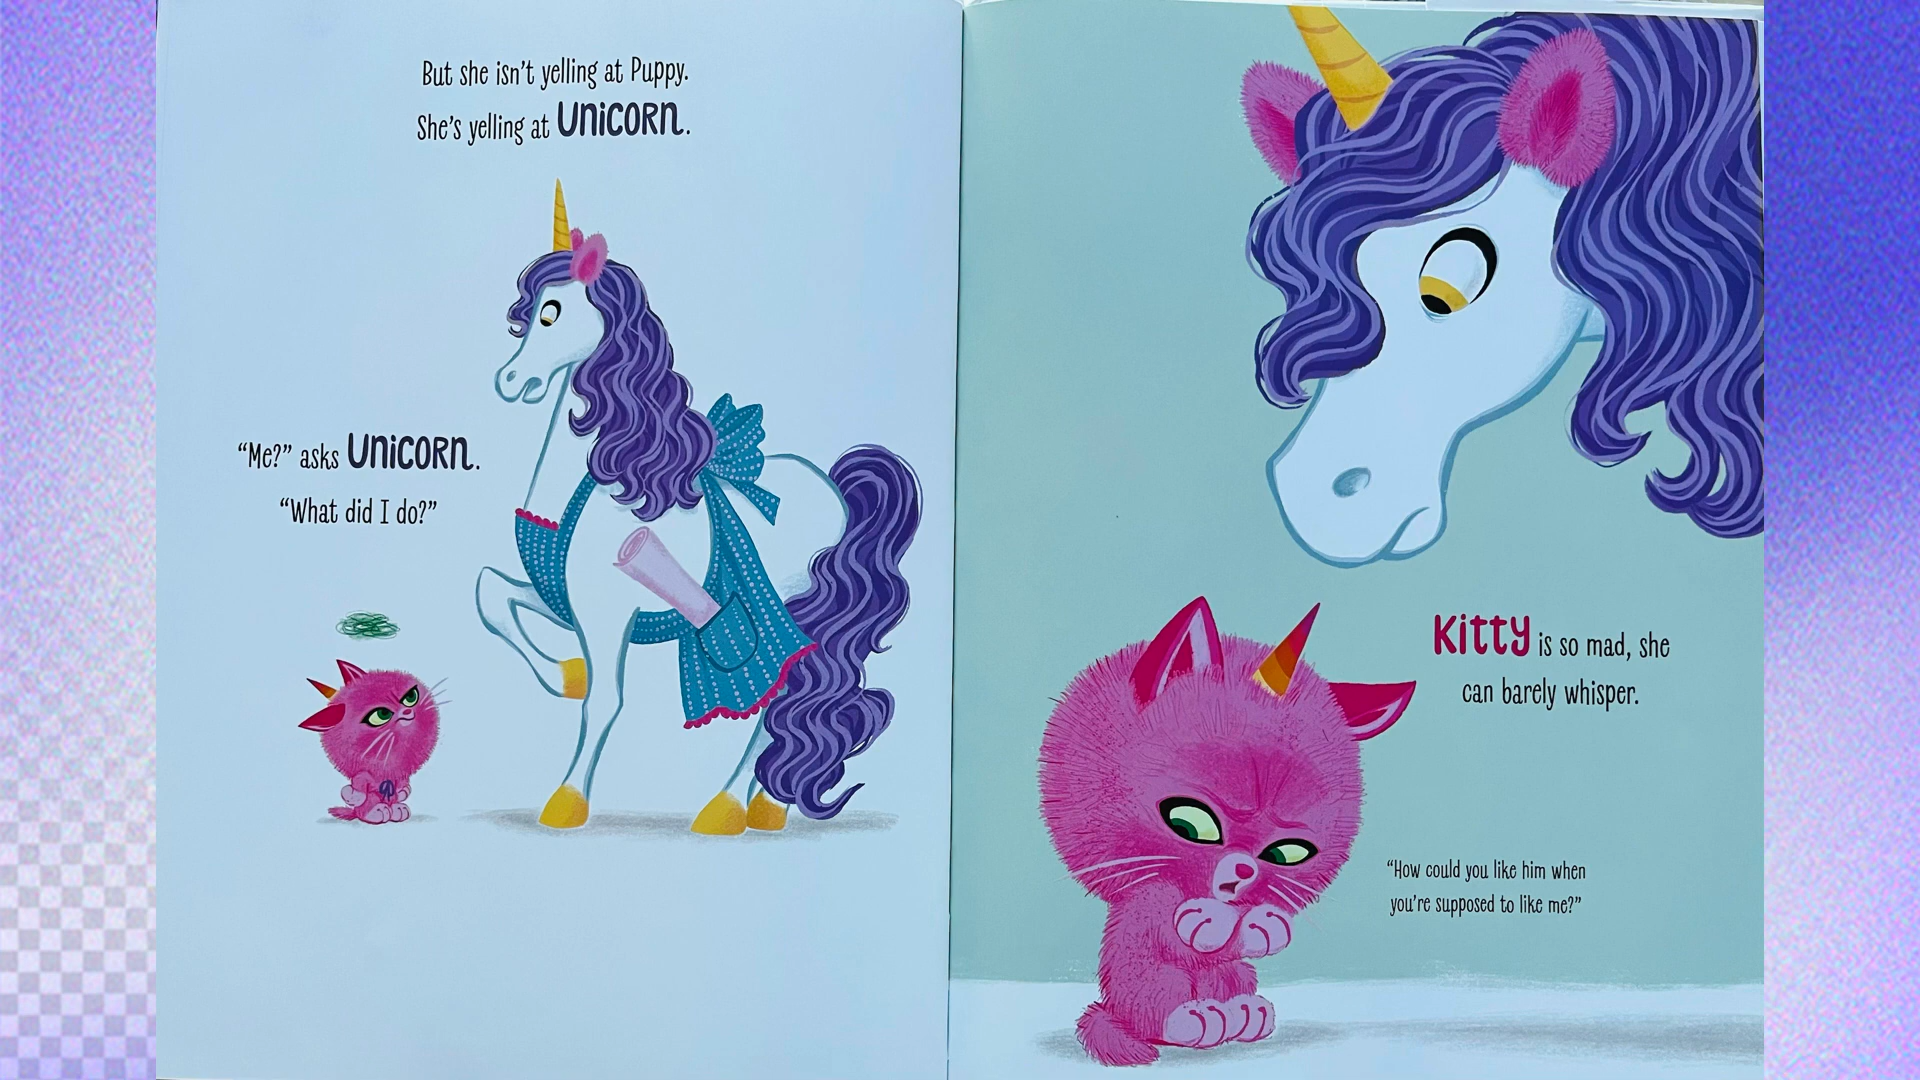 But she isn't yelling at Puppy.
She's yelling at UNiCORN.
“Me?” asks UNiCORN.
“What did I do?”
Kitty is so mad, she
can barely whisper.
“How could you like him when
you're supposed to like me?”